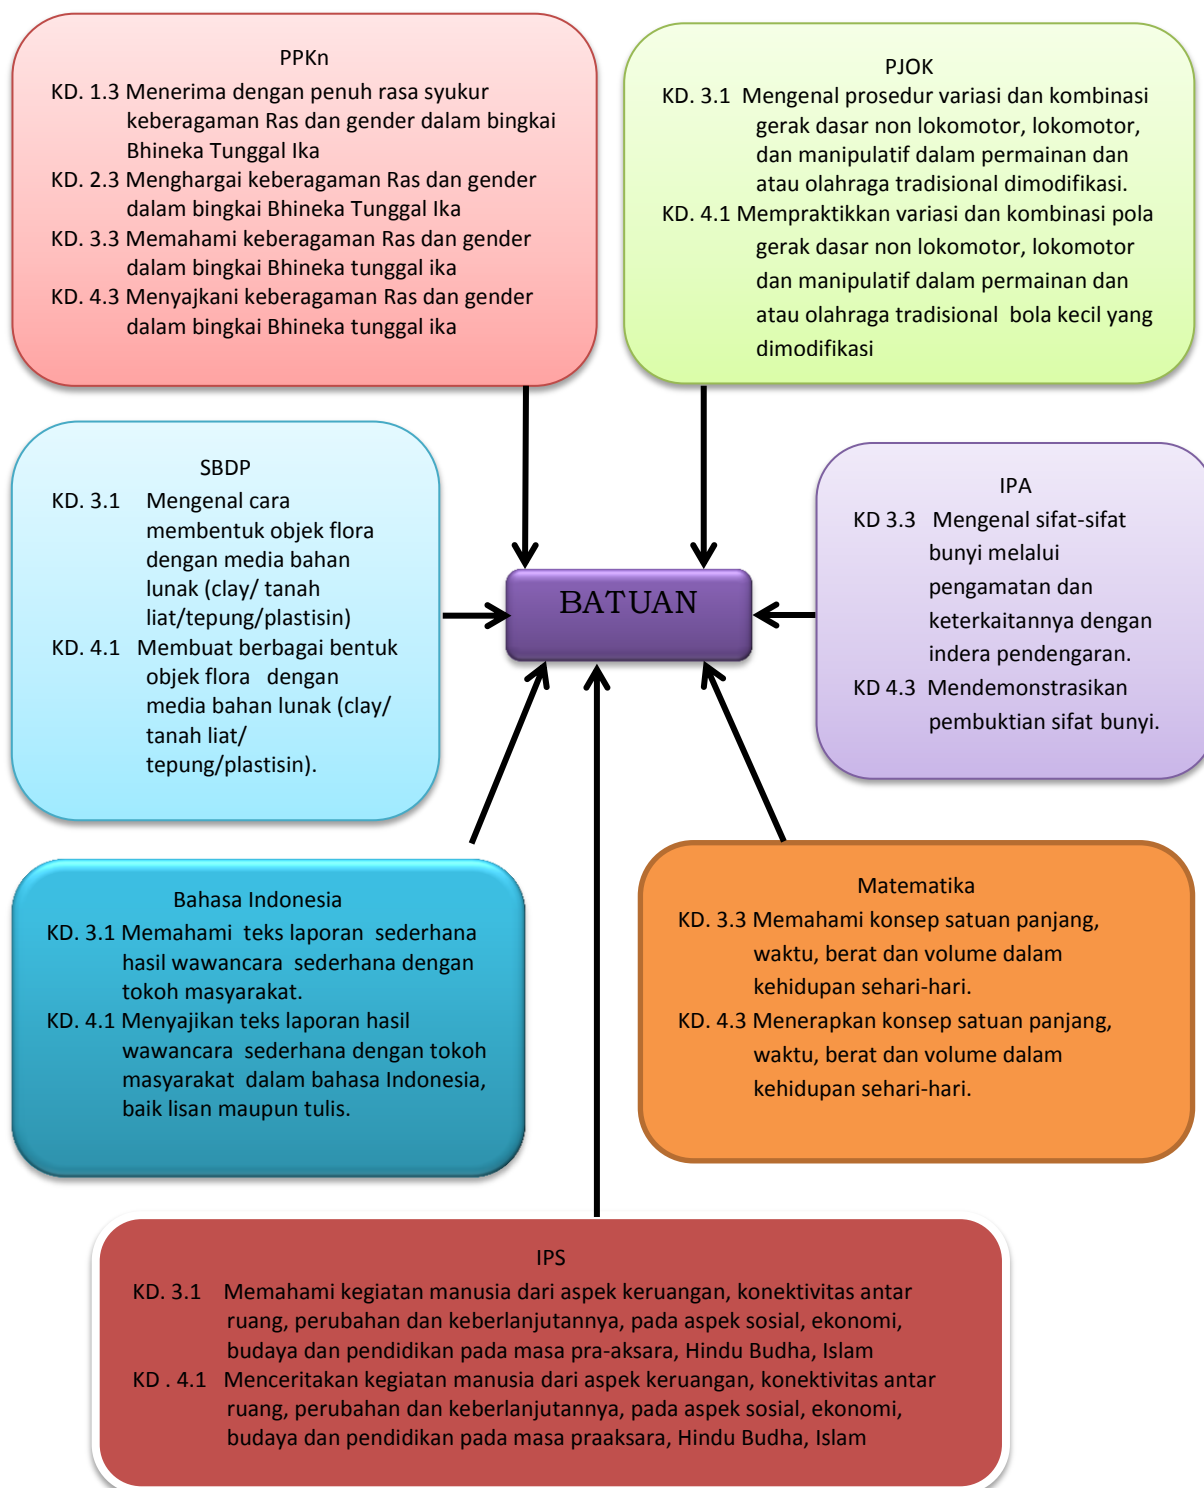 PPKn
KD. 1.3 Menerima dengan penuh rasa syukur
keberagaman Ras dan gender dalam bingkai
Bhineka Tunggal Ika
KD. 2.3 Menghargai keberagaman Ras dan gender
dalam bingkai Bhineka Tunggal Ika
KD. 3.3 Memahami keberagaman Ras dan gender
dalam bingkai Bhineka tunggal ika
KD. 4.3 Menyajkani keberagaman Ras dan gender
dalam bingkai Bhineka tunggal ika
PJOK
KD. 3.1 Mengenal prosedur variasi dan kombinasi
gerak dasar non lokomotor, lokomotor,
dan manipulatif dalam permainan dan
atau olahraga tradisional dimodifikasi.
KD. 4.1 Mempraktikkan variasi dan kombinasi pola
gerak dasar non lokomotor, lokomotor
dan manipulatif dalam permainan dan
atau olahraga tradisional bola kecil yang
dimodifikasi
SBDP
KD. 3.1 Mengenal cara
membentuk objek flora
dengan media bahan
lunak (clay/ tanah
liat/tepung/plastisin)
KD. 4.1 Membuat berbagai bentuk
objek flora dengan
media bahan lunak (clay/
tanah liat/
tepung/plastisin).
BATUAN
IPA
KD 3.3 Mengenal sifat-sifat
bunyi melalui
pengamatan dan
keterkaitannya dengan
indera pendengaran.
KD 4.3 Mendemonstrasikan
pembuktian sifat bunyi.
Bahasa Indonesia
KD. 3.1 Memahami teks laporan sederhana
hasil wawancara sederhana dengan
tokoh masyarakat.
KD. 4.1 Menyajikan teks laporan hasil
wawancara sederhana dengan tokoh
masyarakat dalam bahasa Indonesia,
baik lisan maupun tulis.
Matematika
KD. 3.3 Memahami konsep satuan panjang,
waktu, berat dan volume dalam
kehidupan sehari-hari.
KD. 4.3 Menerapkan konsep satuan panjang,
waktu, berat dan volume dalam
kehidupan sehari-hari.
IPS
KD. 3.1 Memahami kegiatan manusia dari aspek keruangan, konektivitas antar
ruang, perubahan dan keberlanjutannya, pada aspek sosial, ekonomi,
budaya dan pendidikan pada masa pra-aksara, Hindu Budha, Islam
KD . 4.1 Menceritakan kegiatan manusia dari aspek keruangan, konektivitas antar
ruang, perubahan dan keberlanjutannya, pada aspek sosial, ekonomi,
budaya dan pendidikan pada masa praaksara, Hindu Budha, Islam